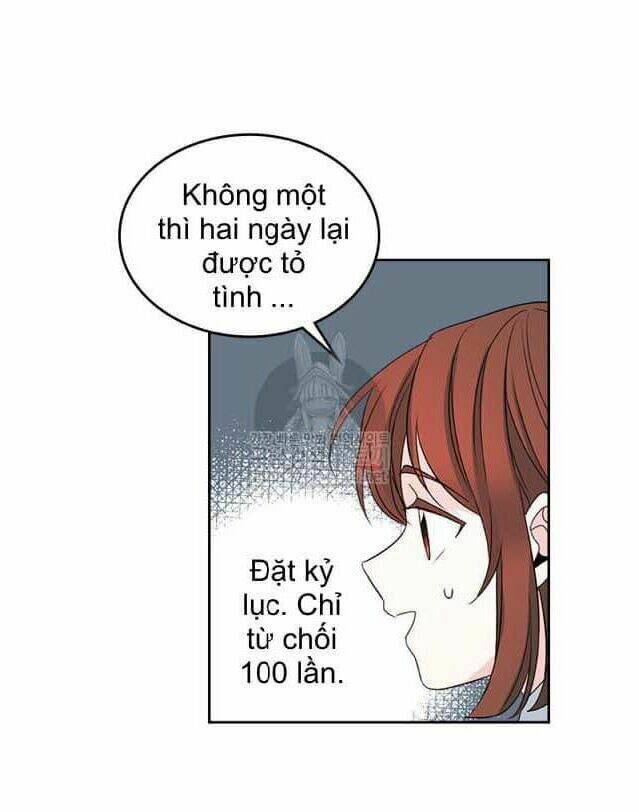 Không một
thì hai ngày lại
được tỏ
tình ...
Đặt kỷ
lục. Chỉ
từ chối
100 lần.